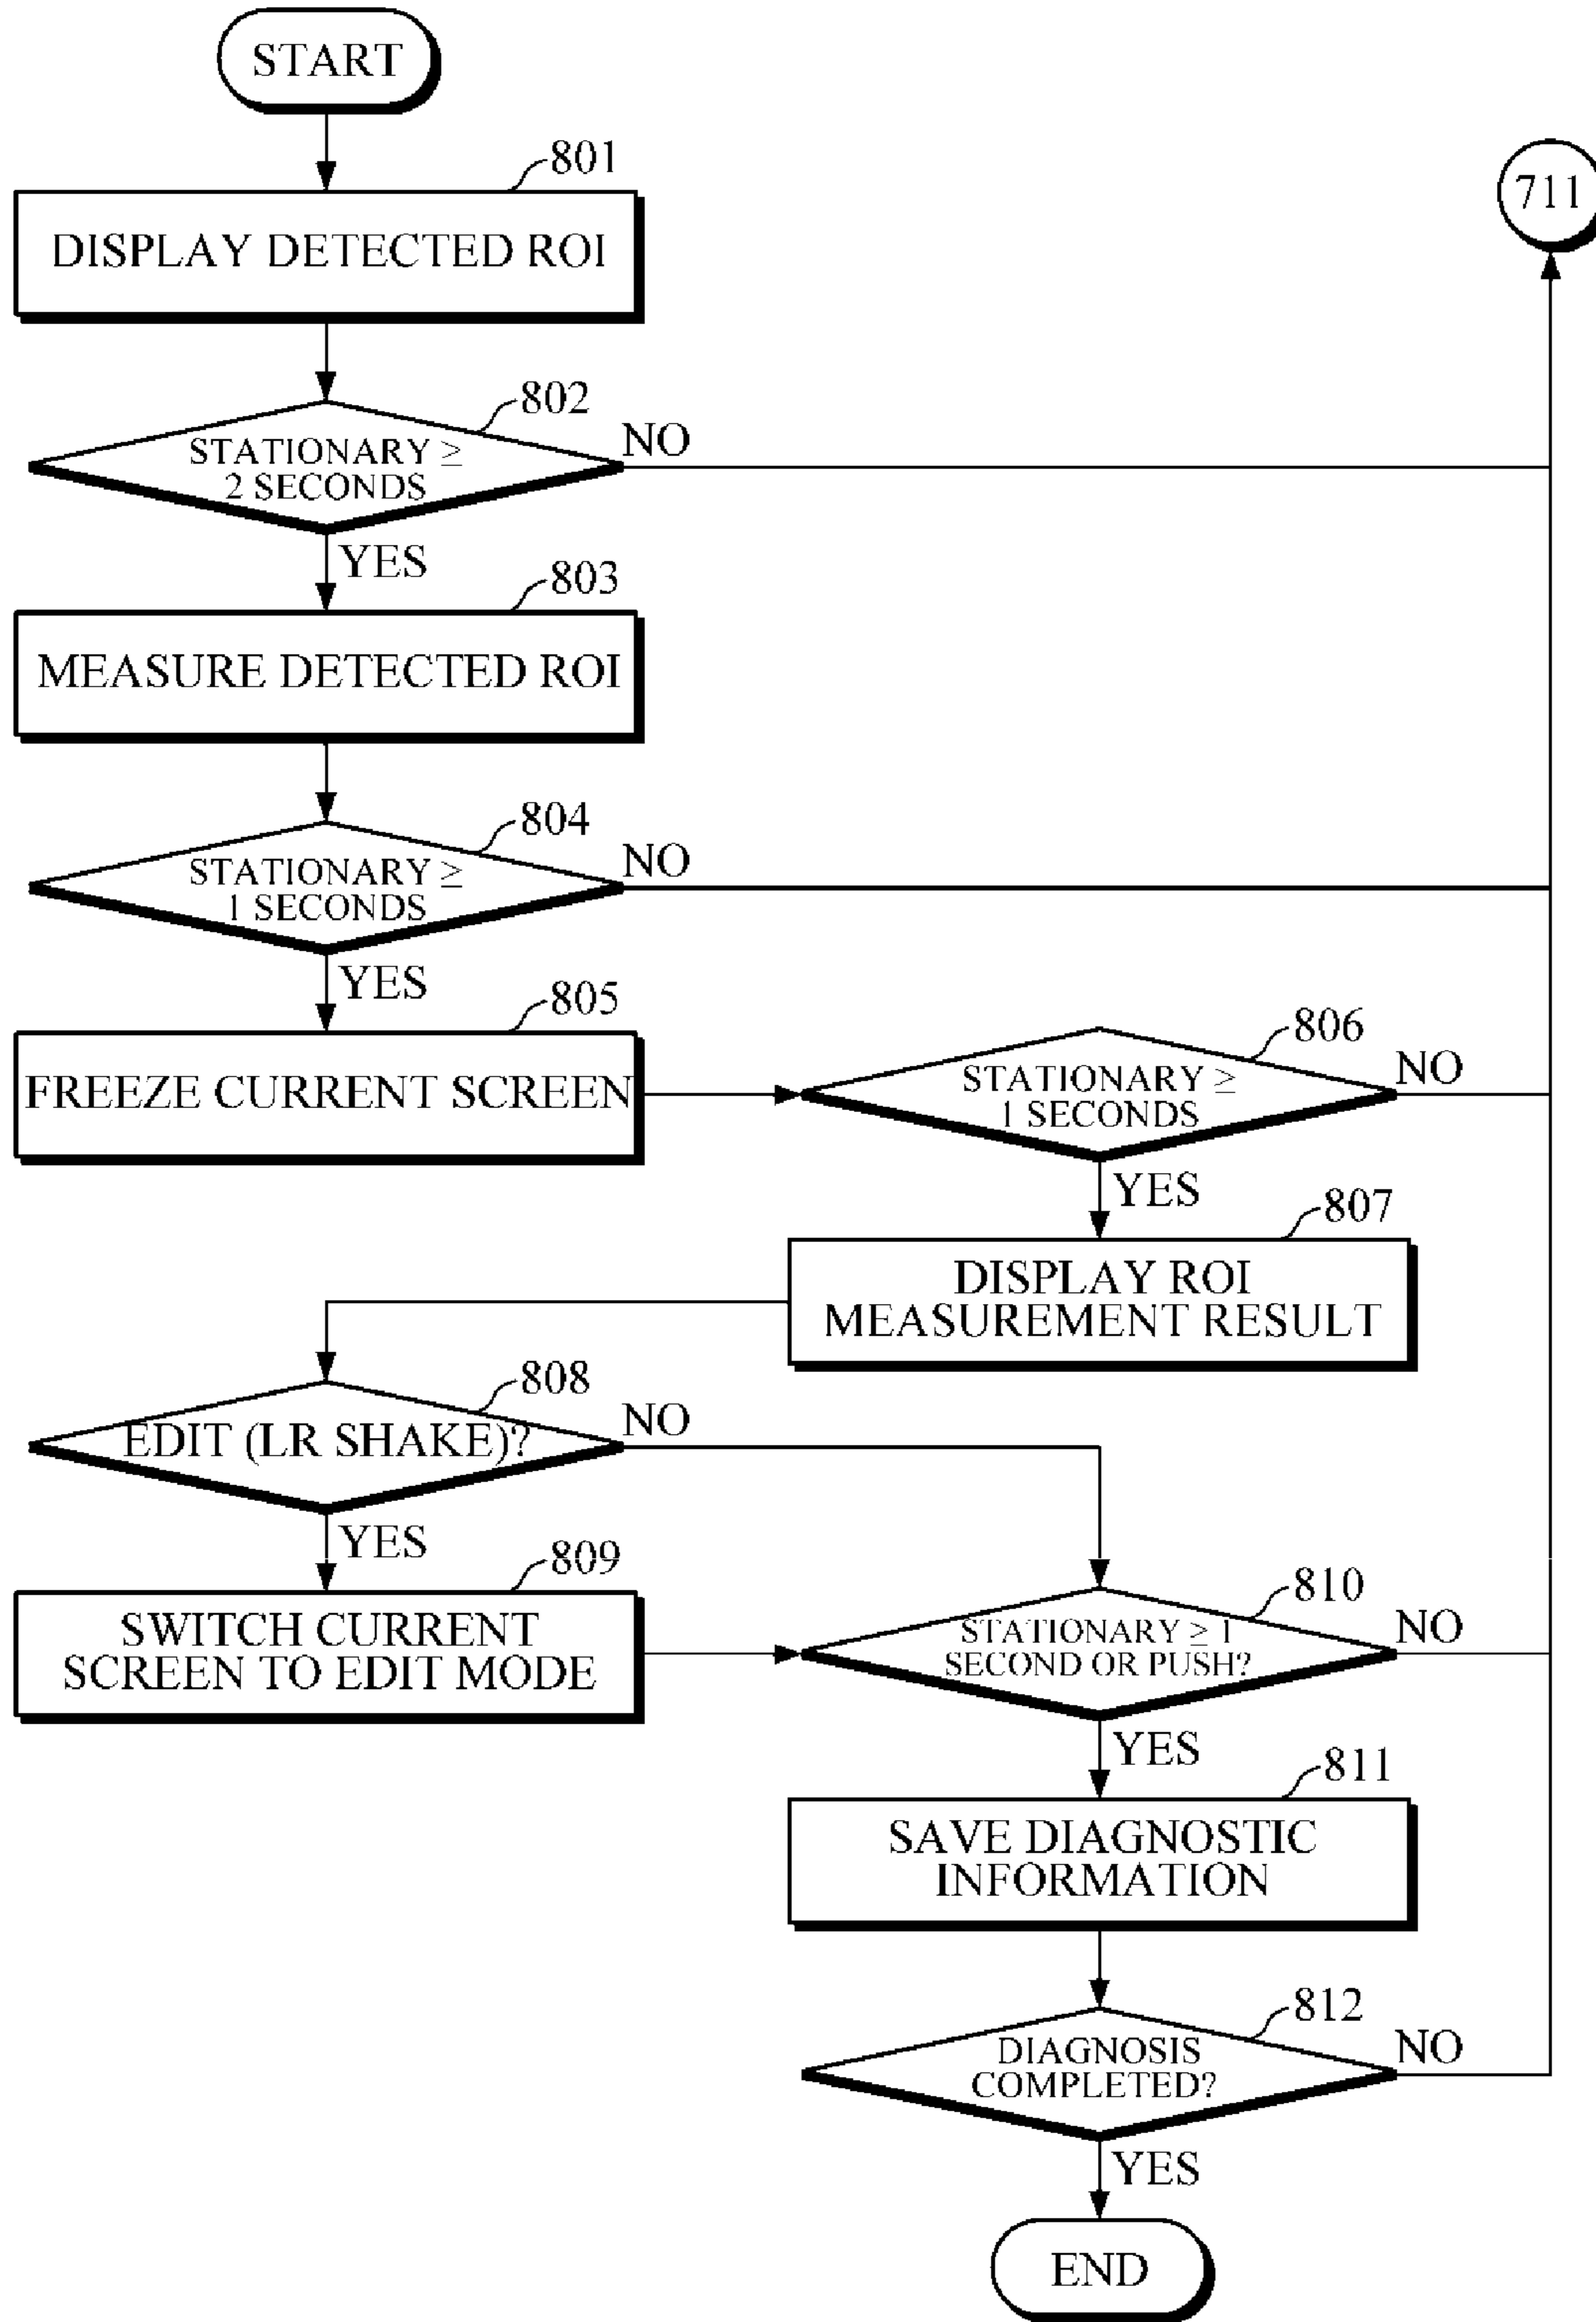 START
801
711
DISPLAY DETECTED ROI
802
NO
STATIONARY ≥
2 SECONDS
YES
803
MEASURE DETECTED ROI
804
NO
STATIONARY ≥
1 SECONDS
YES
805
FREEZE CURRENT SCREEN
806
NO
STATIONARY ≥
1 SECONDS
YES
807
DISPLAY ROI
MEASUREMENT RESULT
808
NO
EDIT (LR SHAKE)?
YES
809
SWITCH CURRENT
SCREEN TO EDIT MODE
810
NO
STATIONARY ≥ 1
SECOND OR PUSH?
YES
811
SAVE DIAGNOSTIC
INFORMATION
812
NO
DIAGNOSIS
COMPLETED?
YES
END